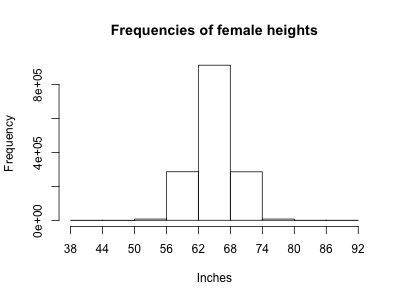 Frequencies of female heights
Frequency
8e+05
4e+05
0e+00
38 44 50 56 62 68 74 80 86 92
Inches